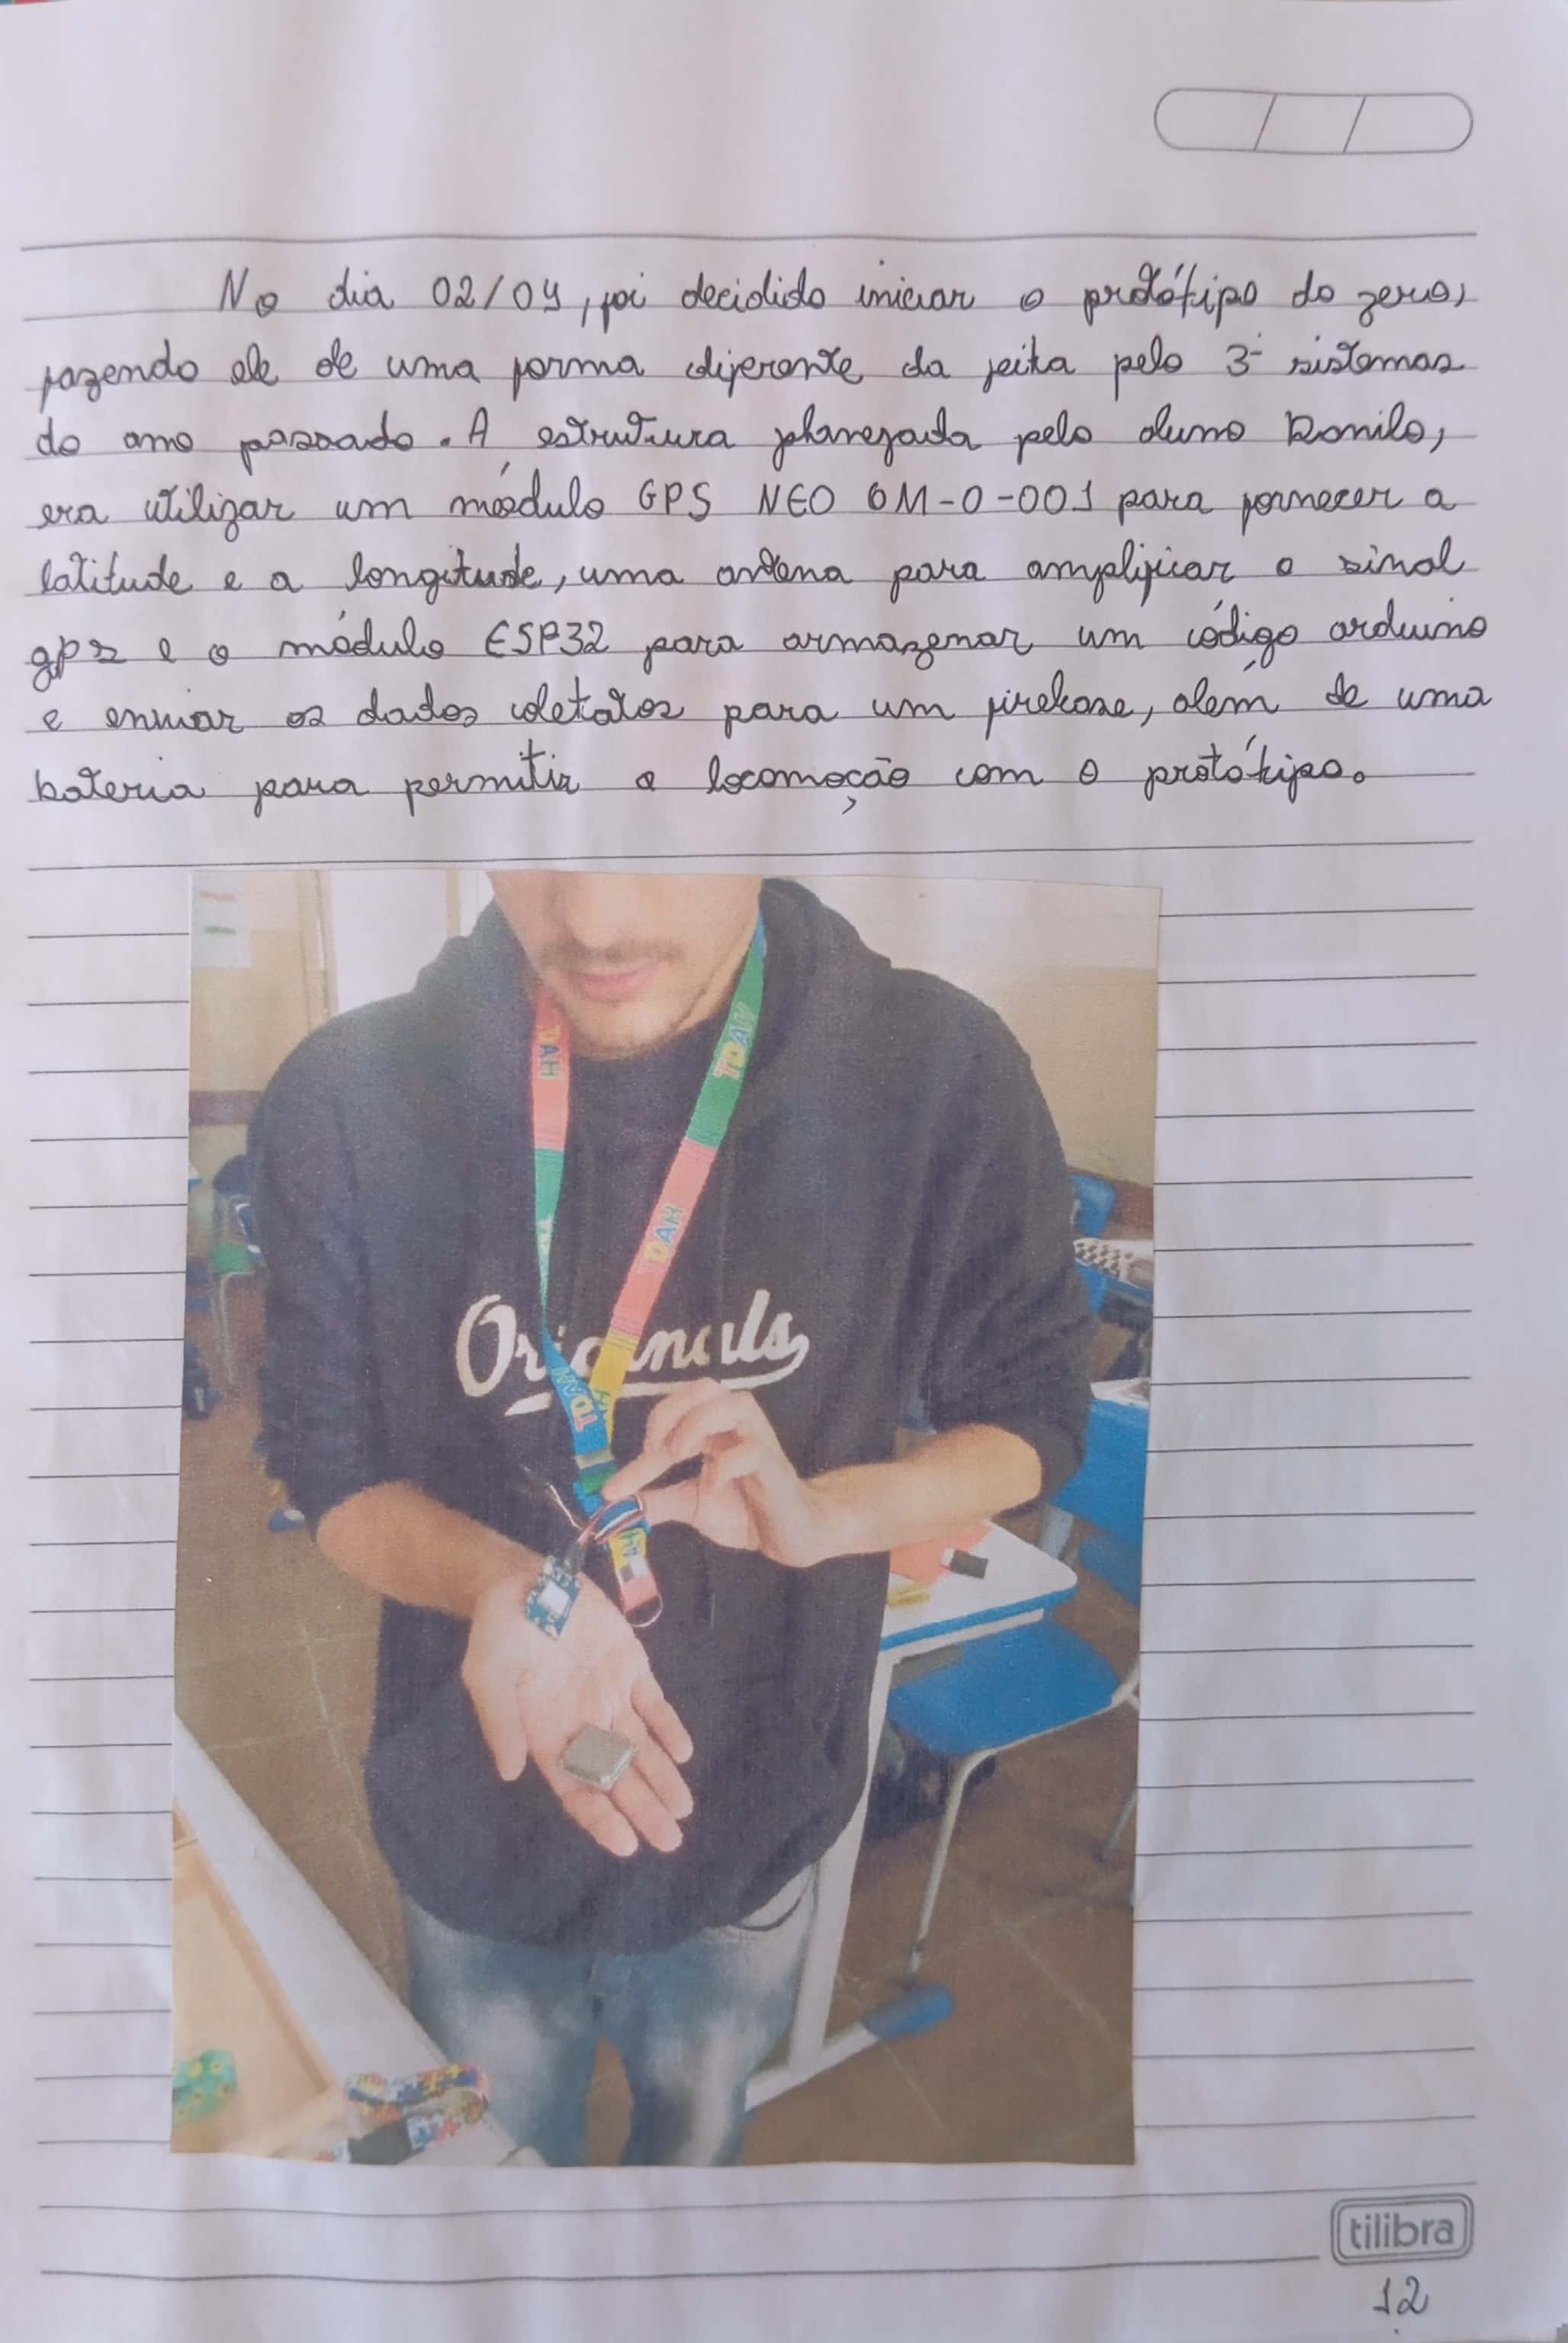 No dia 02/04, foi decidido iniciar o protótipo do zero,
fazendo ele de uma forma diferente da feita pelo 3º sistemas
do ano passado. A estrutura planejada pelo aluno Danilo,
era utilizar um módulo GPS NEO 6M-0-001 para fornecer a
latitude e a longitude, uma antena para amplificar o sinal
gps e o módulo ESP32 para armazenar um código arduino
e enviar os dados coletatos para um firebase, além de uma
bateria para permitir a locomoção com o protótipo.
TDAH
TDAH
TDAH
Originals
TDAH
tilibra
12